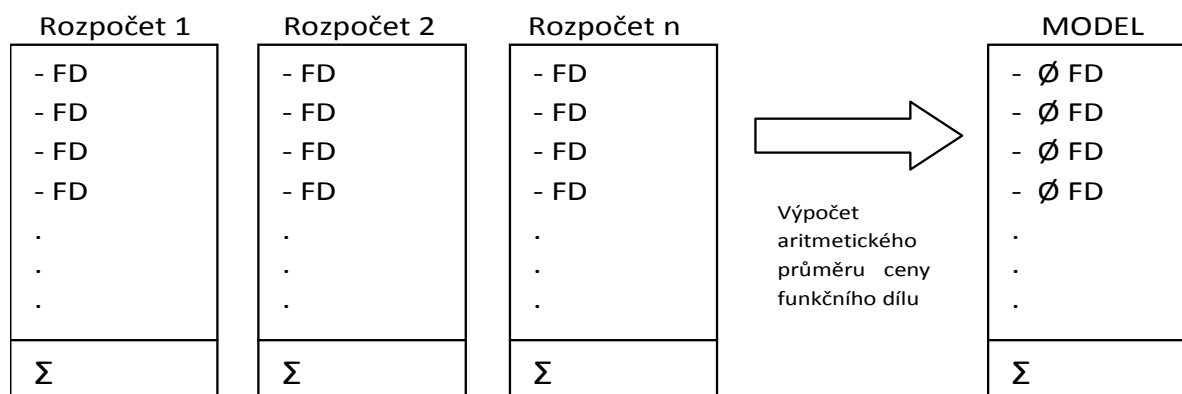 Rozpočet 1
- FD
- FD
- FD
- FD
.
.
.
Σ
Rozpočet 2
- FD
- FD
- FD
- FD
.
.
.
Σ
Rozpočet n
- FD
- FD
- FD
- FD
.
.
.
Σ
Výpočet
aritmetického
průměru ceny
funkčního dílu
MODEL
- Ø FD
- Ø FD
- Ø FD
- Ø FD
.
.
.
Σ